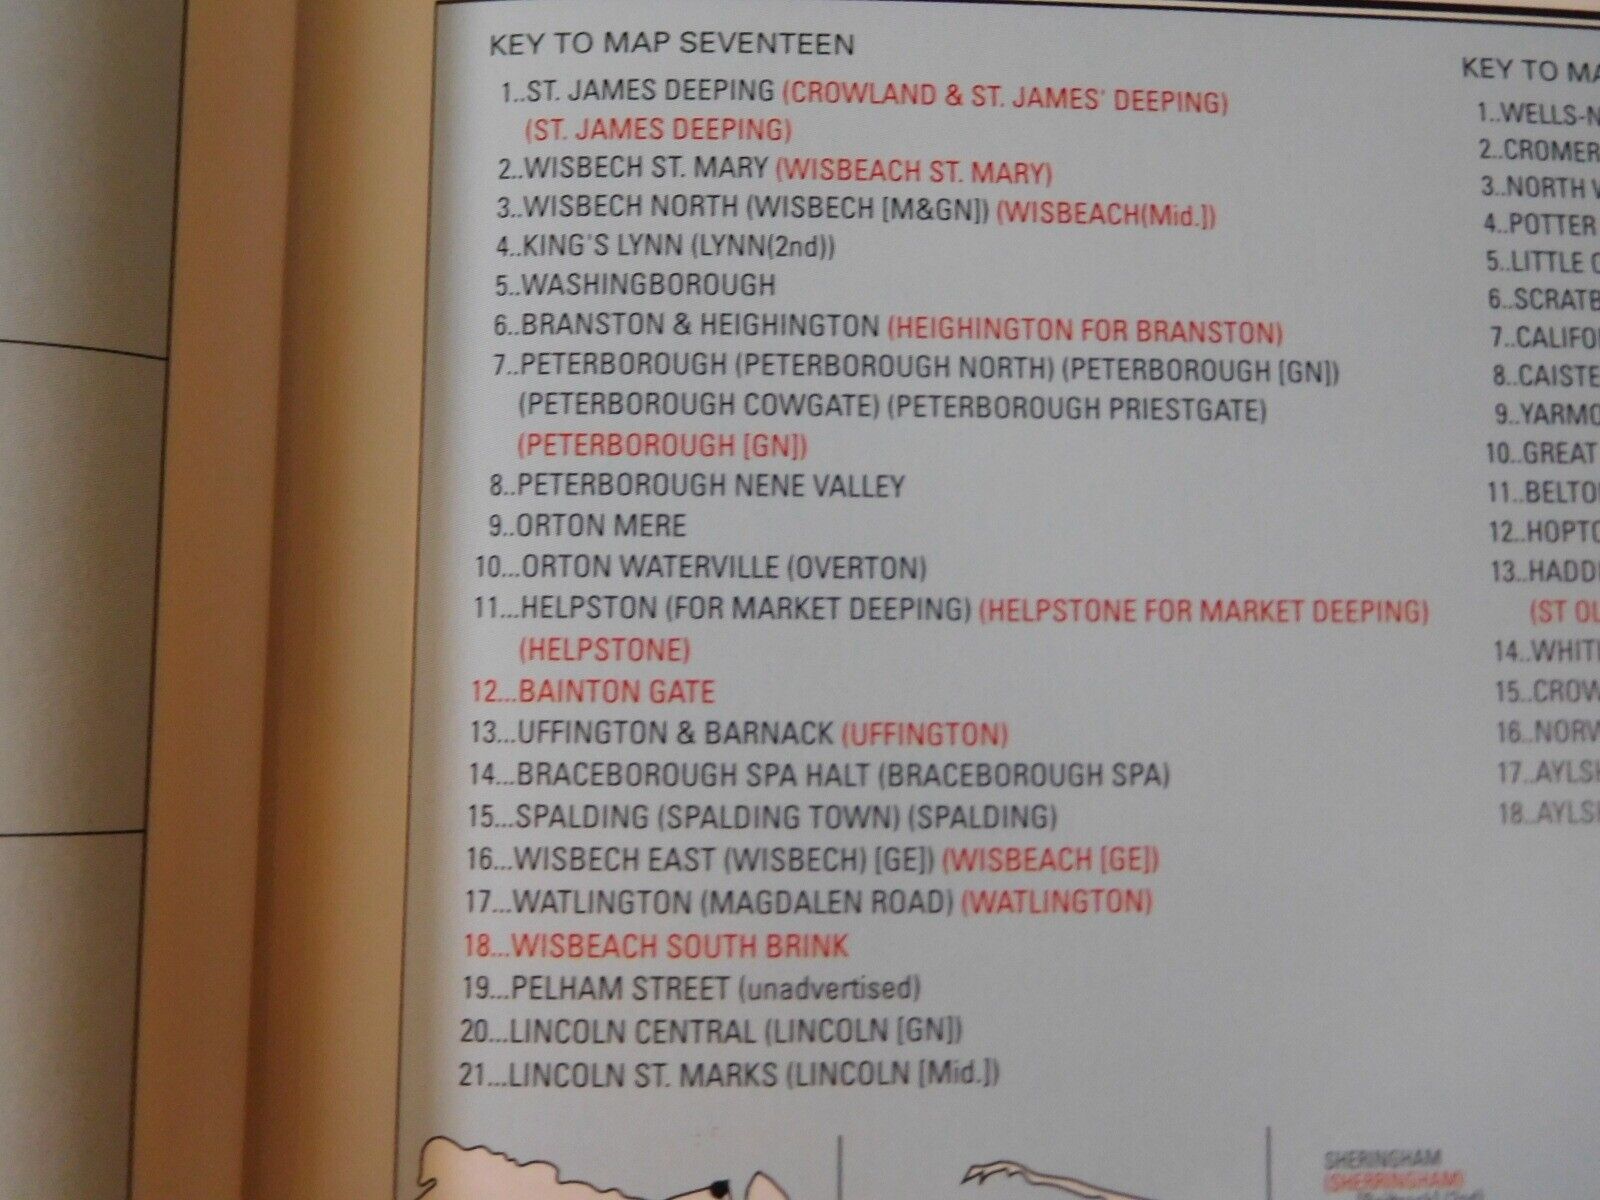 KEY TO MAP SEVENTEEN
1..ST. JAMES DEEPING (CROWLAND & ST. JAMES' DEEPING)
(ST. JAMES DEEPING)
2..WISBECH ST. MARY (WISBEACH ST. MARY)
3..WISBECH NORTH (WISBECH [M&GN]) (WISBEACH(Mid.])
4..KING'S LYNN (LYNN(2nd))
5..WASHINGBOROUGH
6..BRANSTON & HEIGHINGTON (HEIGHINGTON FOR BRANSTON)
7..PETERBOROUGH (PETERBOROUGH NORTH) (PETERBOROUGH [GN])
(PETERBOROUGH COWGATE) (PETERBOROUGH PRIESTGATE)
(PETERBOROUGH [GN])
8..PETERBOROUGH NENE VALLEY
9..ORTON MERE
10...ORTON WATERVILLE (OVERTON)
11...HELPSTON (FOR MARKET DEEPING) (HELPSTONE FOR MARKET DEEPING)
(HELPSTONE)
12...BAINTON GATE
13...UFFINGTON & BARNACK (UFFINGTON)
14...BRACEBOROUGH SPA HALT (BRACEBOROUGH SPA)
15...SPALDING (SPALDING TOWN) (SPALDING)
16...WISBECH EAST (WISBECH) [GE]) (WISBEACH [GE])
17...WATLINGTON (MAGDALEN ROAD) (WATLINGTON)
18...WISBEACH SOUTH BRINK
19...PELHAM STREET (unadvertised)
20...LINCOLN CENTRAL (LINCOLN [GN])
21...LINCOLN ST. MARKS (LINCOLN [Mid.])
KEY TO MA
1..WELLS-N
2..CROMER
3..NORTH
4..POTTER
5..LITTLE
6..SCRATB
7..CALIFO
8..CAISTE
9..YARMO
10..GREAT
11..BELTO
12..HOPTO
13..HADD
(ST OL
14..WHIT
15..CROW
16..NORW
17..AYLS
18..AYLS
SHERINGHAM
(SHERRINGHAM)